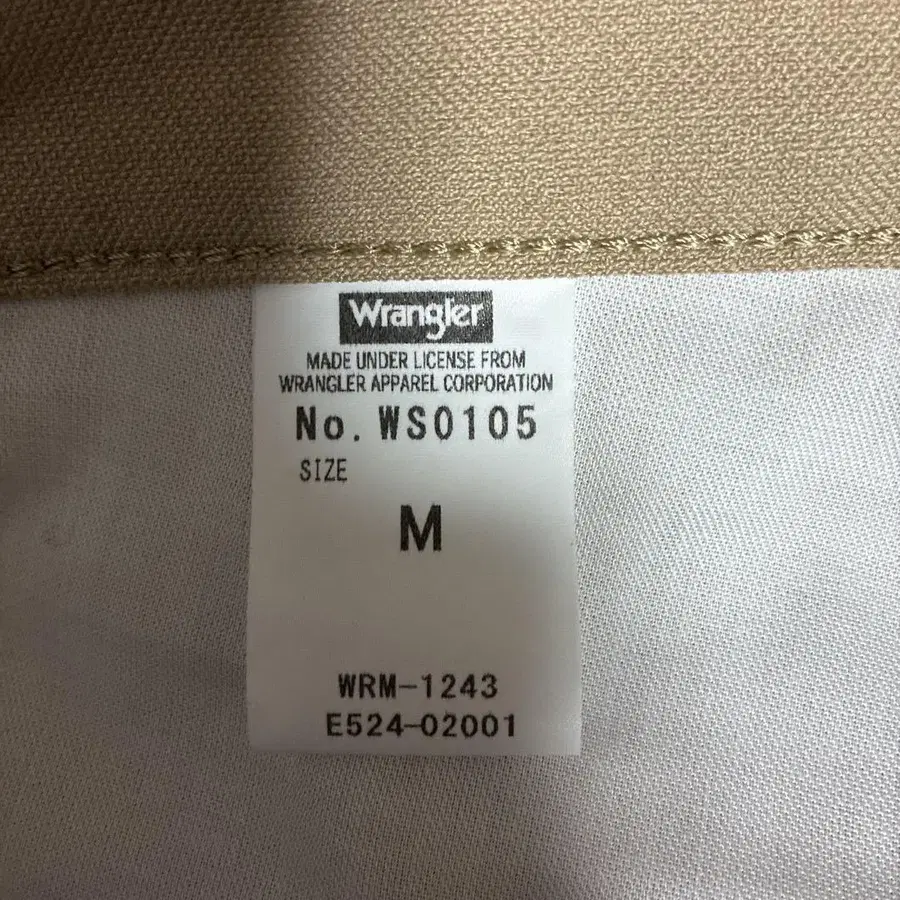 Wrangler
MADE UNDER LICENSE FROM
WRANGLER APPAREL CORPORATION
No. WS0105
SIZE
M
WRM-1243
E524-02001